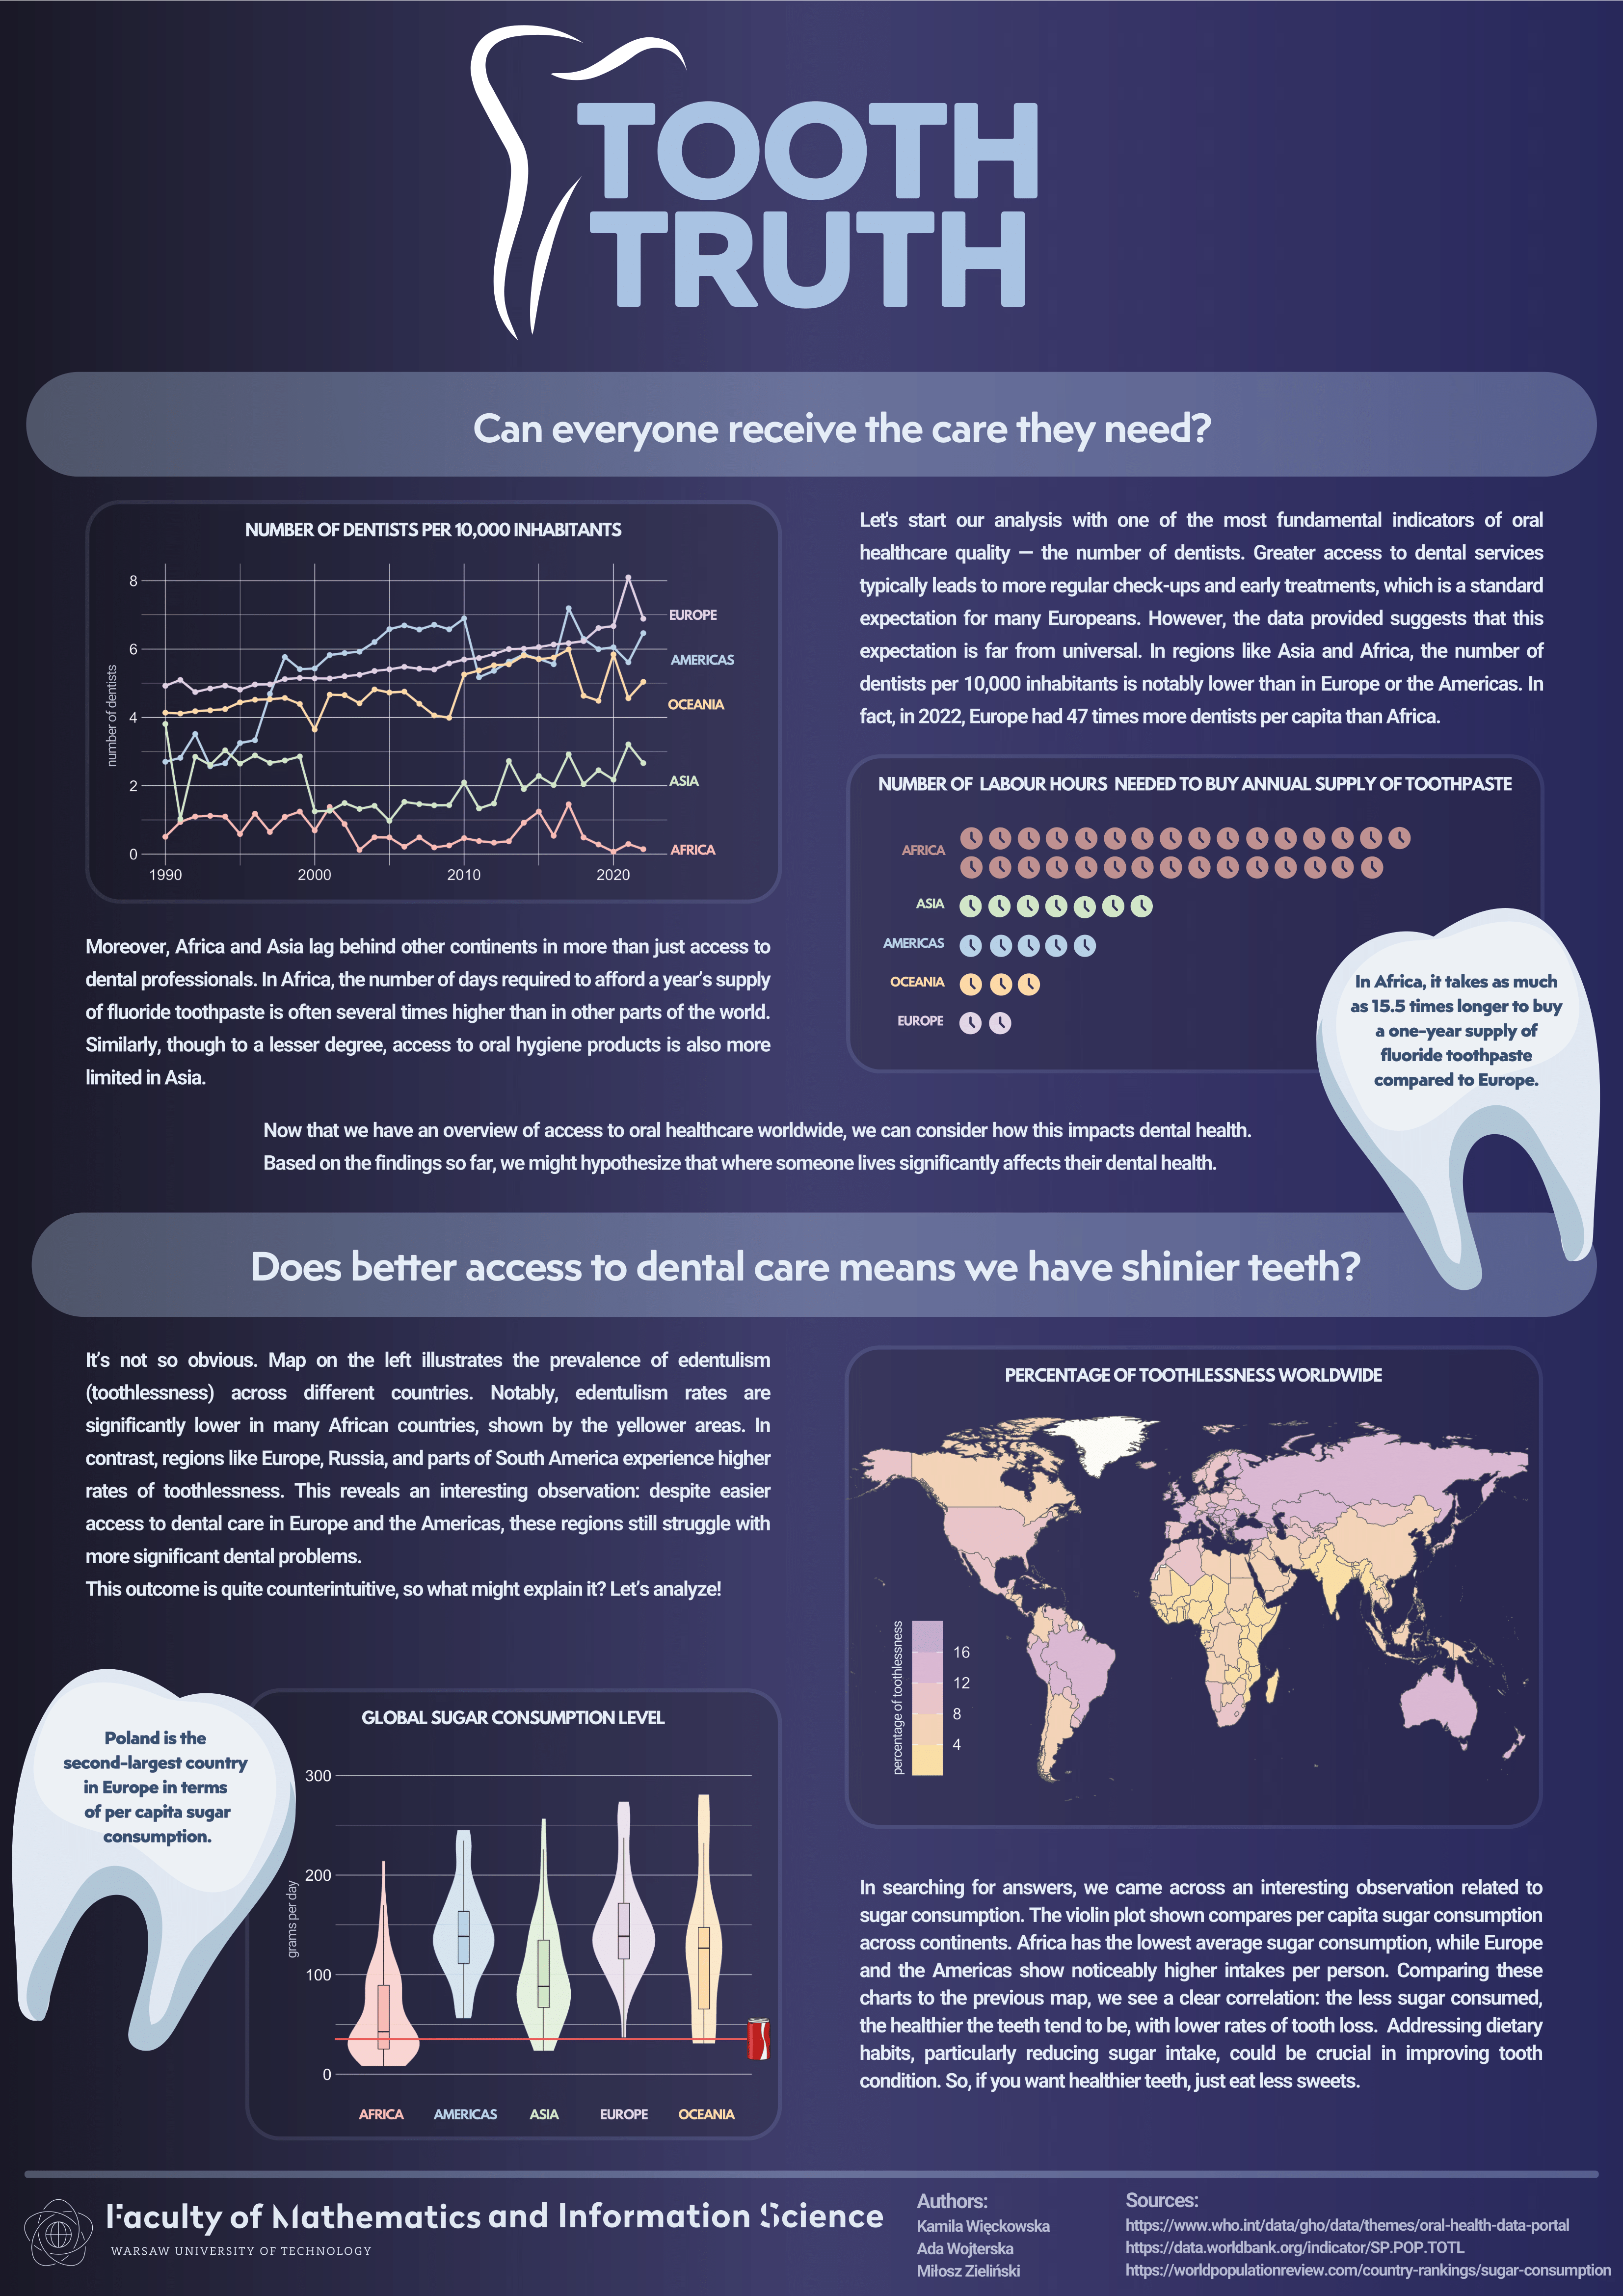 TOOTH
TRUTH
Can everyone receive the care they need?
NUMBER OF DENTISTS PER 10,000 INHABITANTS
number of dentists
8
6
4
2
0
1990
2000
2010
2020
EUROPE
AMERICAS
OCEANIA
ASIA
AFRICA
Let's start our analysis with one of the most fundamental indicators of oral
healthcare quality — the number of dentists. Greater access to dental services
typically leads to more regular check-ups and early treatments, which is a standard
expectation for many Europeans. However, the data provided suggests that this
expectation is far from universal. In regions like Asia and Africa, the number of
dentists per 10,000 inhabitants is notably lower than in Europe or the Americas. In
fact, in 2022, Europe had 47 times more dentists per capita than Africa.
NUMBER OF LABOUR HOURS NEEDED TO BUY ANNUAL SUPPLY OF TOOTHPASTE
AFRICA
ASIA
AMERICAS
OCEANIA
EUROPE
In Africa, it takes as much
as 15.5 times longer to buy
a one-year supply of
fluoride toothpaste
compared to Europe.
Moreover, Africa and Asia lag behind other continents in more than just access to
dental professionals. In Africa, the number of days required to afford a year's supply
of fluoride toothpaste is often several times higher than in other parts of the world.
Similarly, though to a lesser degree, access to oral hygiene products is also more
limited in Asia.
Now that we have an overview of access to oral healthcare worldwide, we can consider how this impacts dental health.
Based on the findings so far, we might hypothesize that where someone lives significantly affects their dental health.
Does better access to dental care means we have shinier teeth?
It's not so obvious. Map on the left illustrates the prevalence of edentulism
(toothlessness) across different countries. Notably, edentulism rates are
significantly lower in many African countries, shown by the yellower areas. In
contrast, regions like Europe, Russia, and parts of South America experience higher
rates of toothlessness. This reveals an interesting observation: despite easier
access to dental care in Europe and the Americas, these regions still struggle with
more significant dental problems.
This outcome is quite counterintuitive, so what might explain it? Let's analyze!
PERCENTAGE OF TOOTHLESSNESS WORLDWIDE
percentage of toothlessness
16
12
8
4
Poland is the
second-largest country
in Europe in terms
of per capita sugar
consumption.
GLOBAL SUGAR CONSUMPTION LEVEL
grams per day
300
200
100
0
AFRICA
AMERICAS
ASIA
EUROPE
OCEANIA
In searching for answers, we came across an interesting observation related to
sugar consumption. The violin plot shown compares per capita sugar consumption
across continents. Africa has the lowest average sugar consumption, while Europe
and the Americas show noticeably higher intakes per person. Comparing these
charts to the previous map, we see a clear correlation: the less sugar consumed,
the healthier the teeth tend to be, with lower rates of tooth loss. Addressing dietary
habits, particularly reducing sugar intake, could be crucial in improving tooth
condition. So, if you want healthier teeth, just eat less sweets.
Faculty of Mathematics and Information Science
WARSAW UNIVERSITY OF TECHNOLOGY
Authors:
Kamila Więckowska
Ada Wojterska
Miłosz Zieliński
Sources:
https://www.who.int/data/gho/data/themes/oral-health-data-portal
https://data.worldbank.org/indicator/SP.POP.TOTL
https://worldpopulationreview.com/country-rankings/sugar-consumption